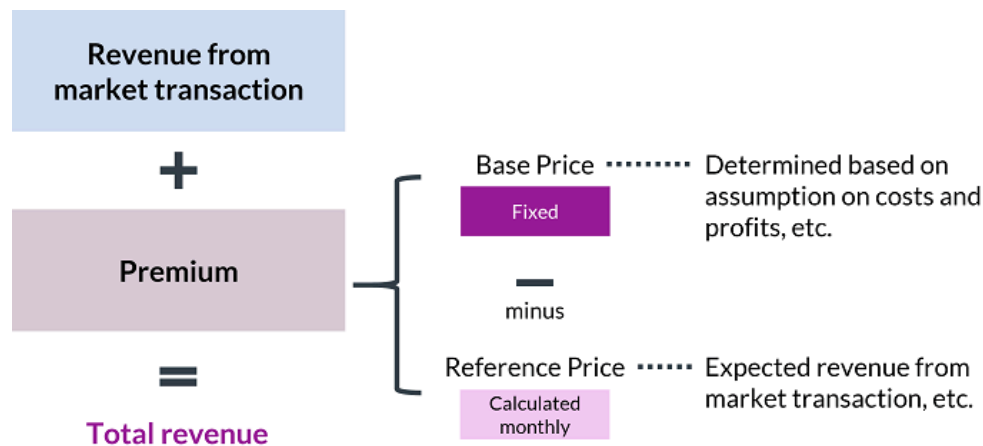 Revenue from
market transaction
+
Premium
=
Total revenue
Base Price
Fixed
minus
Reference Price
Calculated
monthly
Determined based on
assumption on costs and
profits, etc.
Expected revenue from
market transaction, etc.